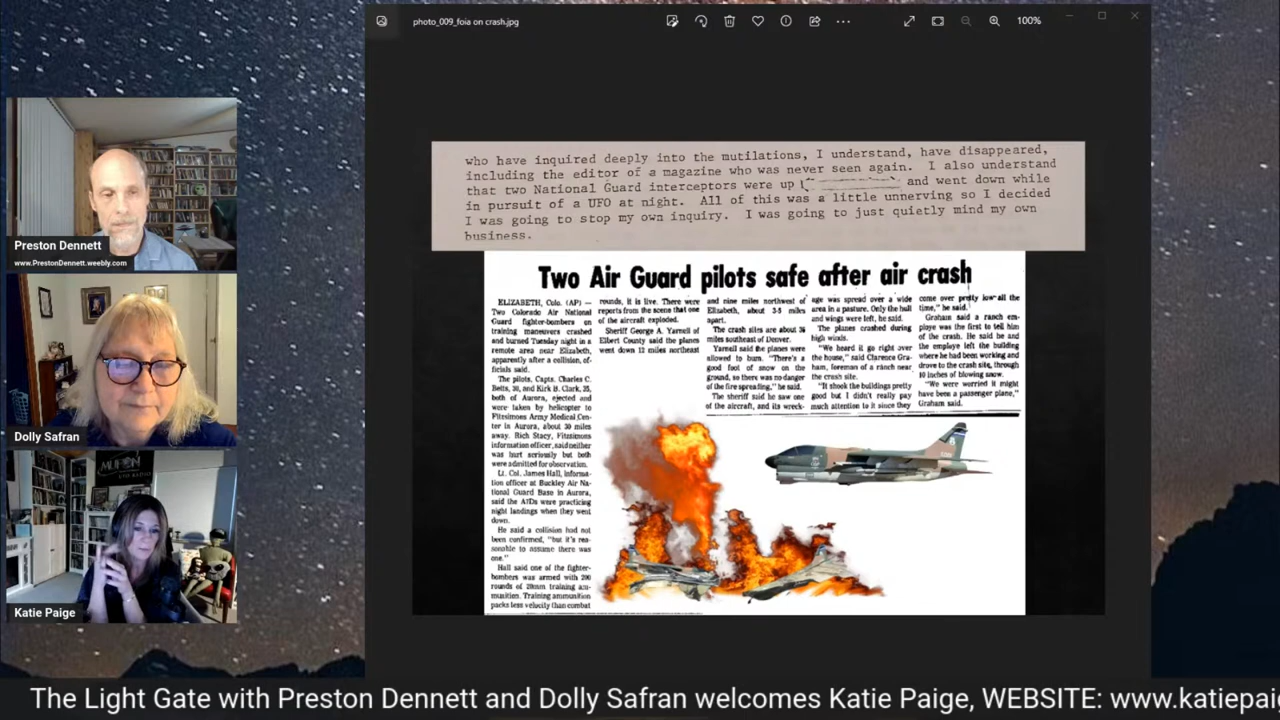 photo_009_foia on crash.jpg
100%
who have inquired deeply into the mutilations, I understand, have disappeared,
including the editor of a magazine who was never seen again. I also understand
that two National Guard interceptors were up and went down while
in pursuit of a UFO at night. All of this was a little unnerving so I decided
I was going to stop my own inquiry. I was going to just quietly mind my own
business.
Two Air Guard pilots safe after air crash
ELIZABETH, Colo. (AP) —
Two Colorado Air National
Guard fighter-bombers on
training maneuvers crashed
and burned Tuesday night in a
remote area near Elizabeth,
apparently after a collision, of-
ficials said.
The pilots, Capts. Charles C.
Betts, 30, and Kirk B. Clark,
both of Aurora, ejected and
were taken by helicopter to
Fitzsimons Army Medical Cen-
ter in Aurora, about 30 miles
away. Rich Stacy, Fitzsimons
information officer, said neither
was hurt seriously but both
were admitted for observation.
Lt. Col. James Hall, informa-
tion officer at Buckley Air Na-
tional Guard Base in Aurora,
said the A7Ds were practicing
night landings when they went
down.
He said a collision had not
been confirmed, "but it's rea-
sonable to assume there was
one."
Hall said one of the fighter-
bombers was armed with 200
rounds of 20mm training am-
munition. Training ammunition
packs less velocity than combat
rounds, it is live. There were
reports from the scene that one
of the aircraft exploded.
Sheriff George A. Yarnell of
Elbert County said the planes
went down 12 miles northeast
and nine miles northwest of
Elizabeth, about 3-5 miles
apart.
The crash sites are about 36
miles southeast of Denver.
Yarnell said the planes were
allowed to burn. "There's a
good foot of snow on the
ground, so there was no danger
of the fire spreading," he said.
The sheriff said he saw one
of the aircraft, and its wreck-
age was spread over a wide
area in a pasture. Only the hull
and wings were left, he said.
The planes crashed during
high winds.
"We heard it go right over
the house," said Clarence Gra-
ham, foreman of a ranch near
the crash site.
"It shook the buildings pretty
good but I didn't really pay
much attention to it since they
come over pretty low all the
time," he said.
Graham said a ranch em-
ploye was the first to tell him
of the crash. He said he and
the employe left the building
where he had been working and
drove to the crash site, through
10 inches of blowing snow.
"We were worried it might
have been a passenger plane,"
Graham said.
Preston Dennett
www.PrestonDennett.weebly.com
Dolly Safran
MUFON
Katie Paige
The Light Gate with Preston Dennett and Dolly Safran welcomes Katie Paige, WEBSITE: www.katiepai